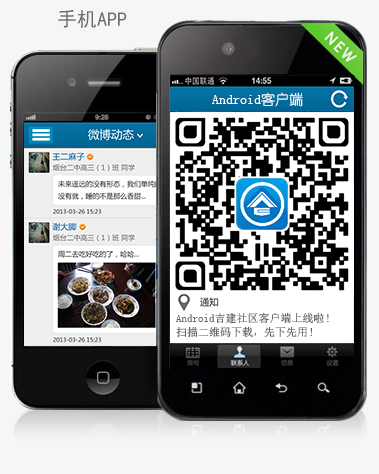 手机APP
NEW
9:28
微博动态
王二麻子
烟台二中高三（1）班 同学
未来遥远的没有形态，我们单纯的
没有就，睡的不是那么香甜...
2013-03-26 15:23
谢大脚
烟台二中高三（1）班 同学
周二去吃好吃的了，哈哈...
2013-03-26 15:23
中国联通
14:55
Android客户端
通知
Android吉建社区客户端上线啦！
扫描二维码下载，先下先用！
联系人
信息
设置